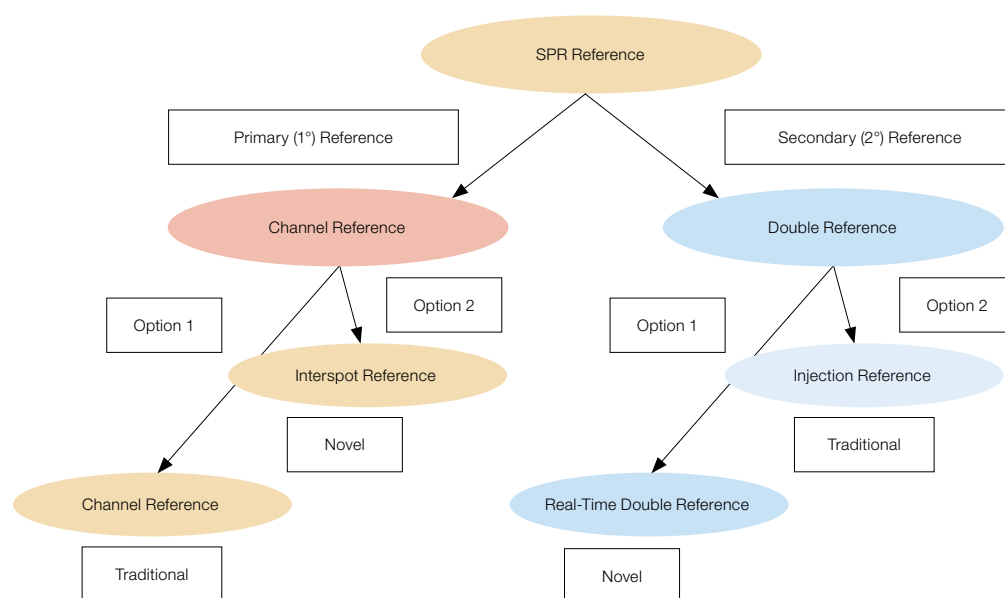 SPR Reference
Primary (1°) Reference
Secondary (2°) Reference
Channel Reference
Double Reference
Option 1
Option 2
Option 1
Option 2
Interspot Reference
Injection Reference
Novel
Traditional
Channel Reference
Real-Time Double Reference
Traditional
Novel